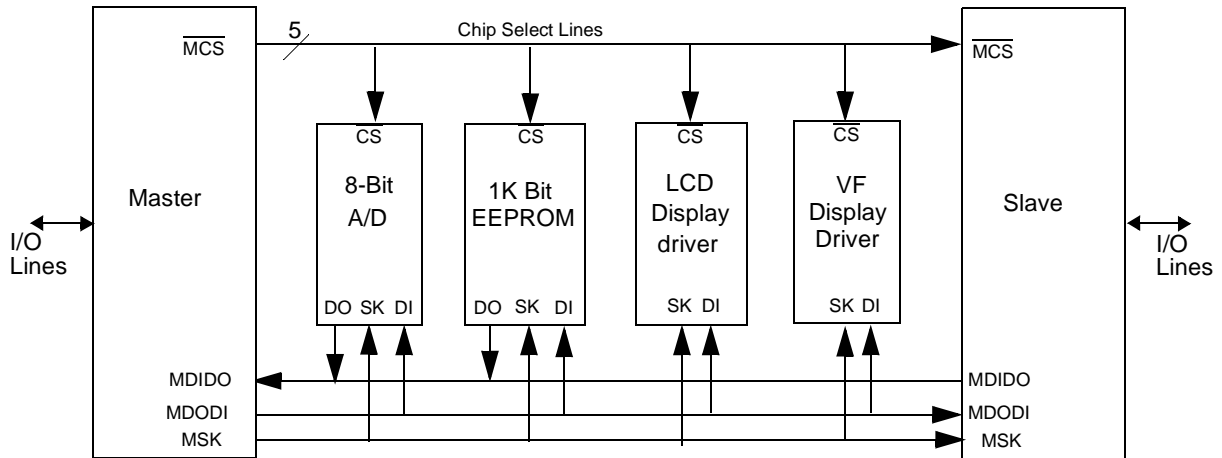 5
Chip Select Lines
MCS
MCS
CS
CS
CS
CS
Master
8-Bit
A/D
1K Bit
EEPROM
LCD
Display
driver
VF
Display
Driver
Slave
I/O
Lines
I/O
Lines
DO SK DI
DO SK DI
SK DI
SK DI
MDIDO
MDIDO
MDODI
MDODI
MSK
MSK